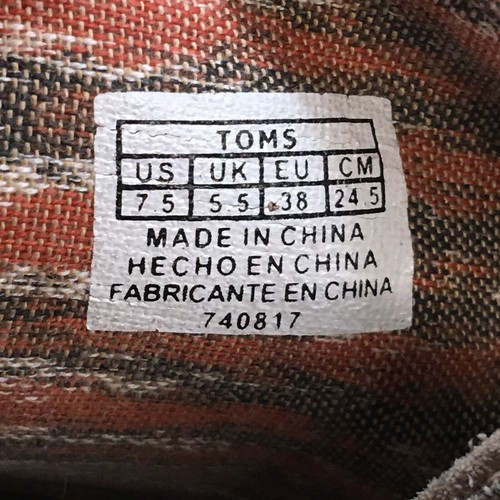 TOMS
US UK EU CM
7.5 5.5 38 24.5
MADE IN CHINA
HECHO EN CHINA
FABRICANTE EN CHINA
740817